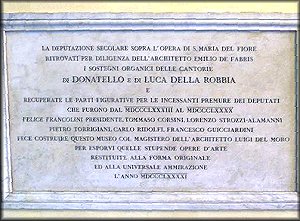 LA DEPUTAZIONE SECOLARE SOPRA L'OPERA DI S. MARIA DEL FIORE
RITROVATI PER DILIGENZA DELL'ARCHITETTO EMILIO DE FABRIS
I SOSTEGNI ORGANICI DELLE CANTORIE
DI DONATELLO E DI LUCA DELLA ROBBIA
E
RECUPERATE LE PARTI FIGURATIVE PER LE INCESSANTI PREMURE DEI DEPUTATI
CHE FURONO DAL MDCCCLXXXIII AL MDCCCLXXXX
FELICE FRANCOLINI PRESIDENTE, TOMMASO CORSINI, LORENZO STROZZI-ALAMANNI
PIETRO TORRIGIANI, CARLO RIDOLFI, FRANCESCO GUICCIARDINI
FECE COSTRUIRE QUESTO MUSEO COL MAGISTERO DELL'ARCHITETTO LUIGI DEL MORO
PER ESPORVI QUELLE STUPENDE OPERE D'ARTE
RESTITUITE ALLA FORMA ORIGINALE
ED ALLA UNIVERSALE AMMIRAZIONE
L'ANNO MDCCCLXXXXI